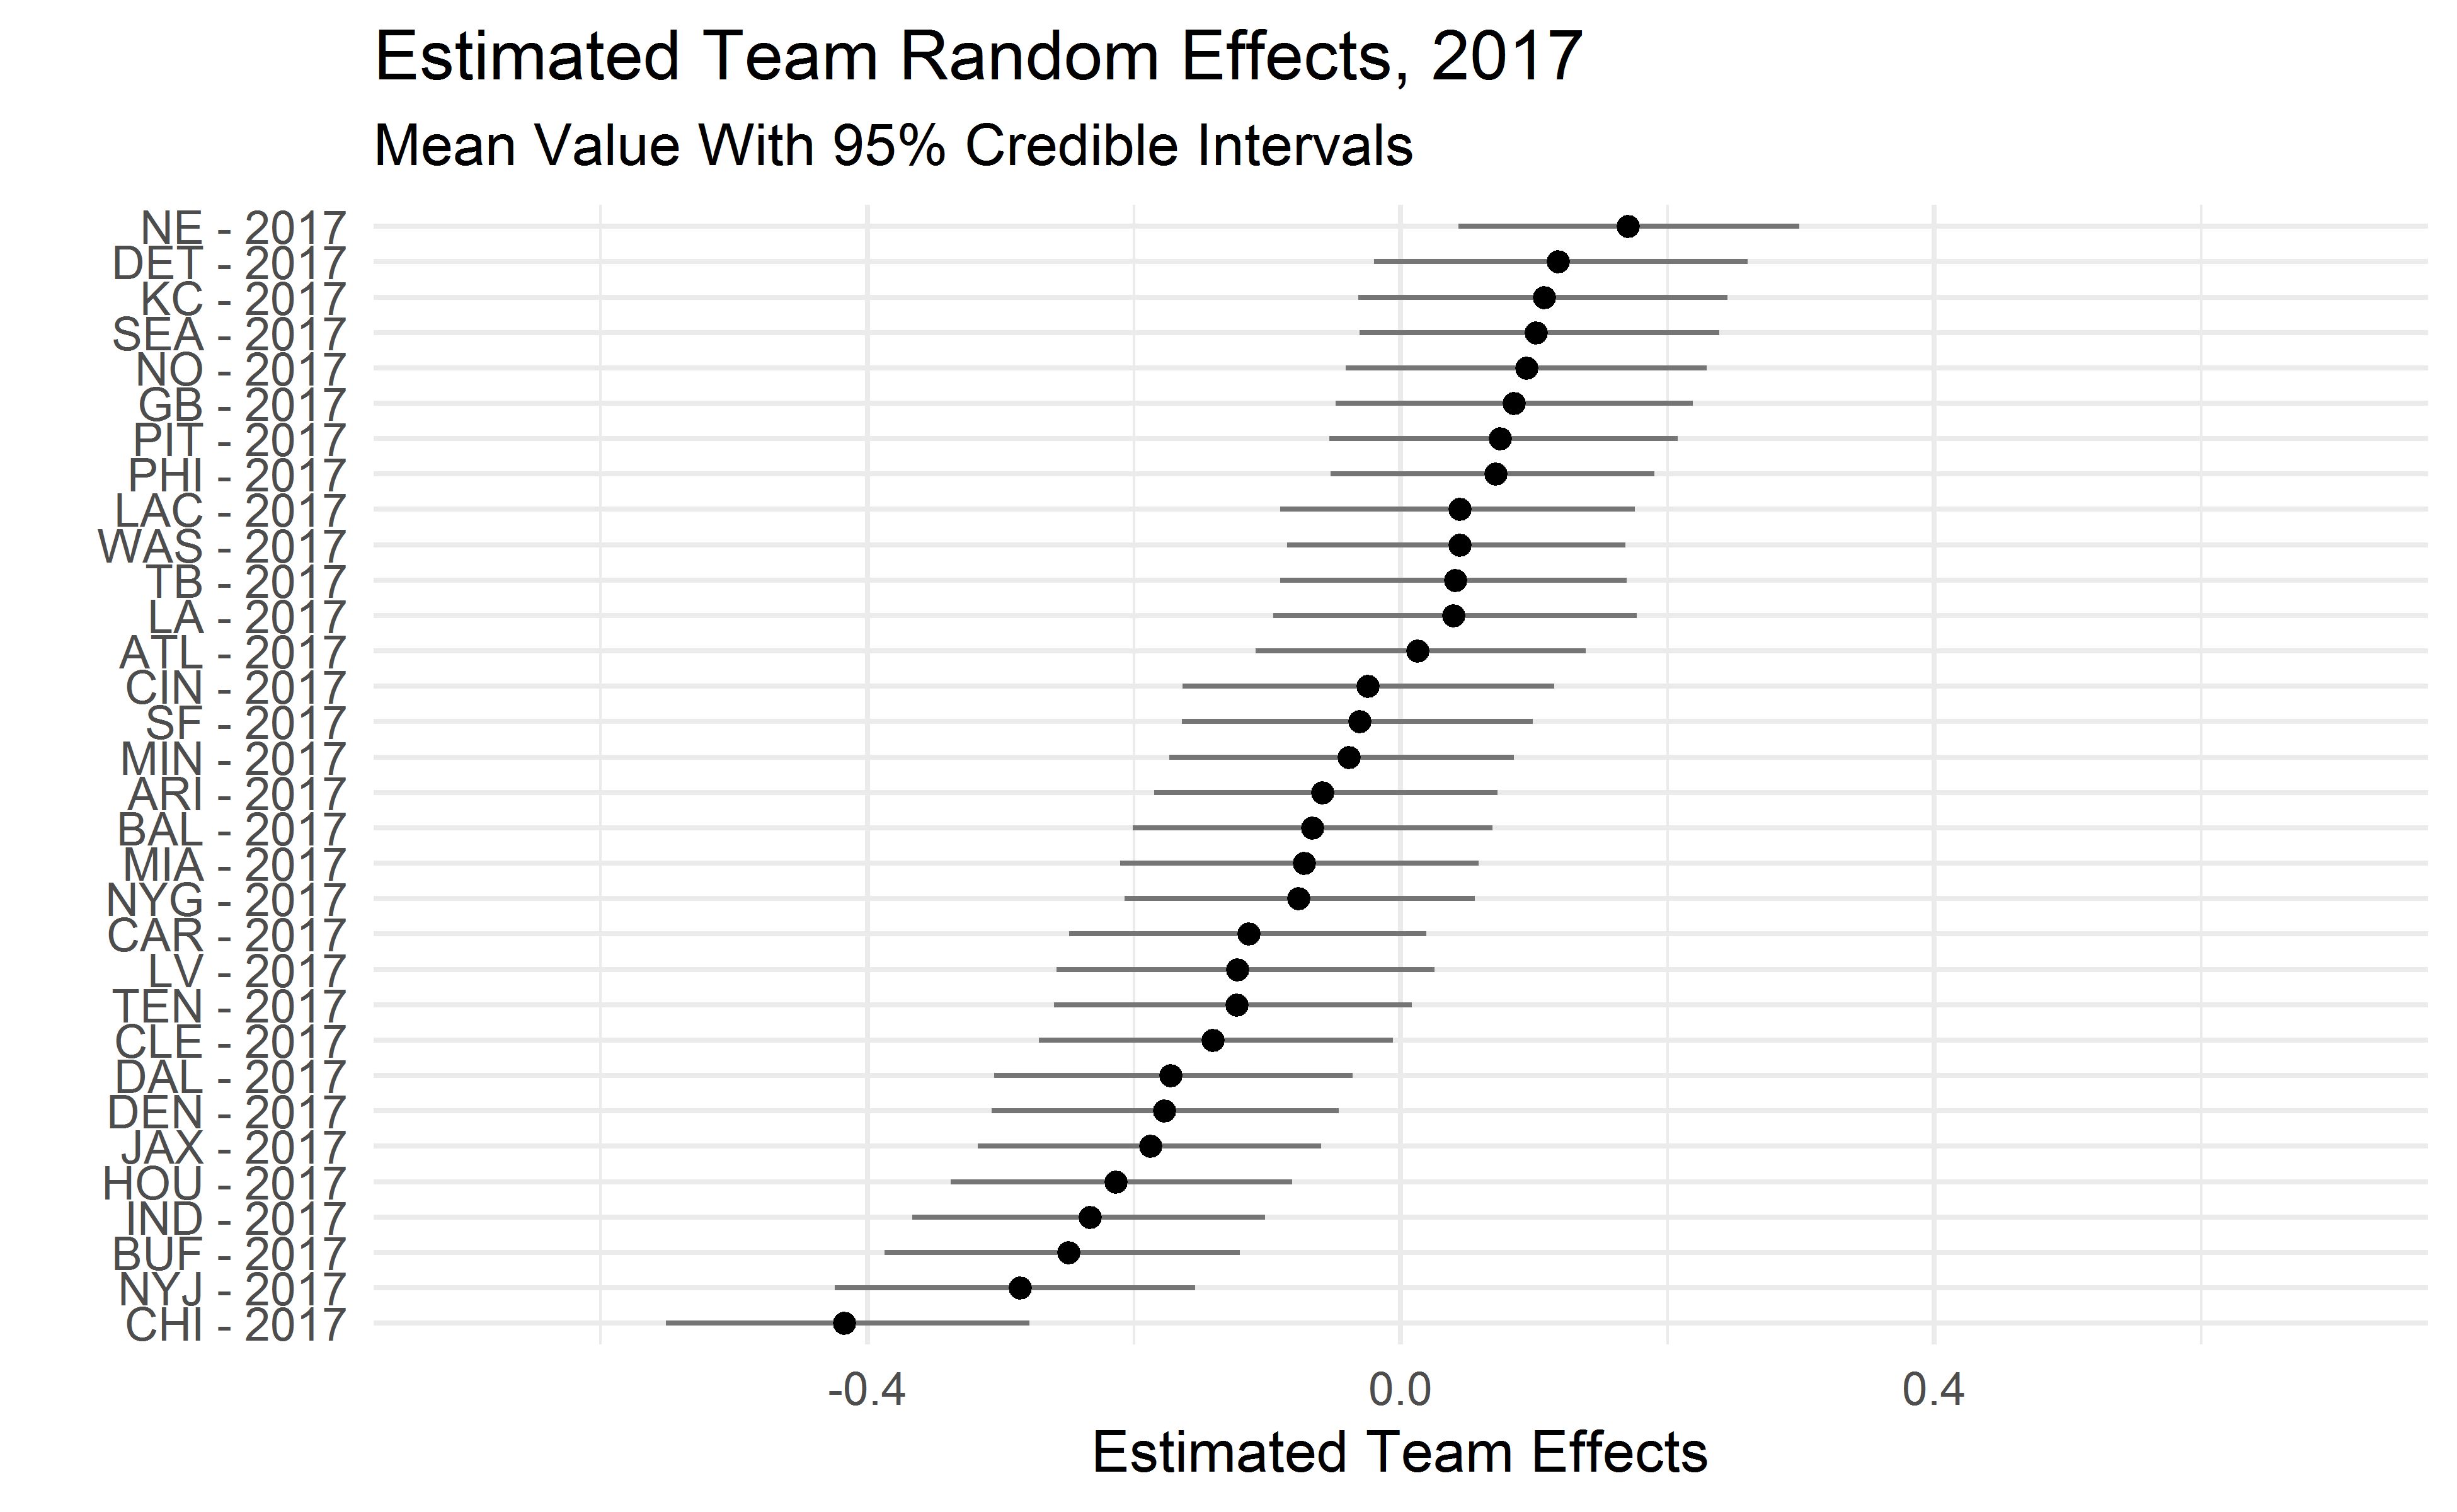 Estimated Team Random Effects, 2017
Mean Value With 95% Credible Intervals
NE - 2017
DET - 2017
KC - 2017
SEA - 2017
NO - 2017
GB - 2017
PIT - 2017
PHI - 2017
LAC - 2017
WAS - 2017
TB - 2017
LA - 2017
ATL - 2017
CIN - 2017
SF - 2017
MIN - 2017
ARI - 2017
BAL - 2017
MIA - 2017
NYG - 2017
CAR - 2017
LV - 2017
TEN - 2017
CLE - 2017
DAL - 2017
DEN - 2017
JAX - 2017
HOU - 2017
IND - 2017
BUF - 2017
NYJ - 2017
CHI - 2017
-0.4 0.0 0.4
Estimated Team Effects